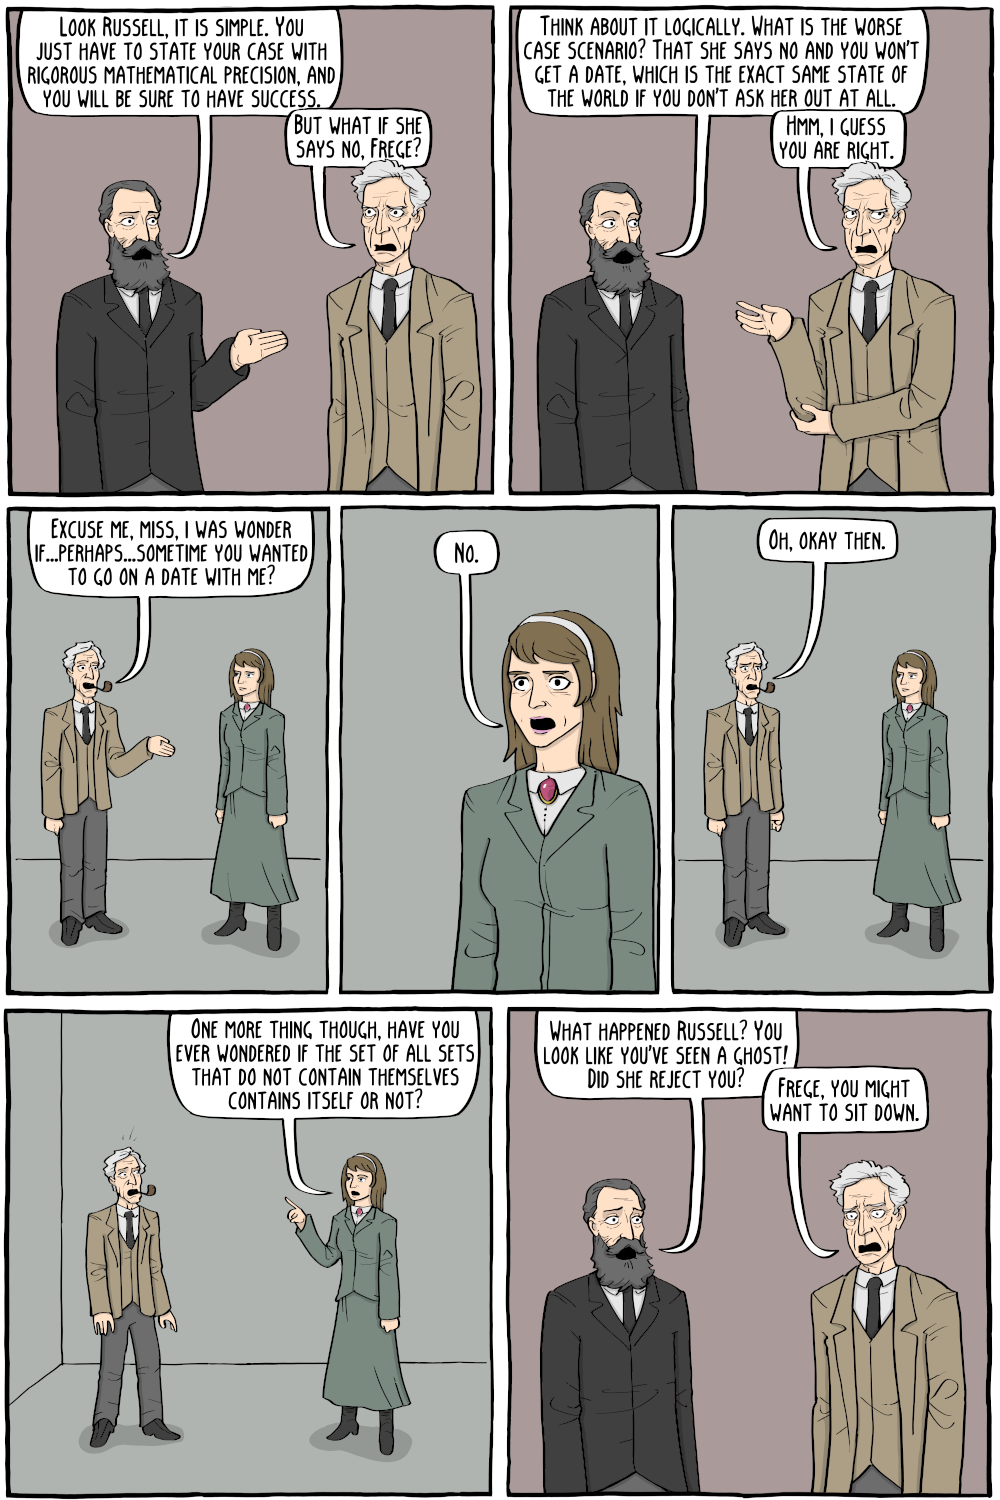 LOOK RUSSELL, IT IS SIMPLE. YOU
JUST HAVE TO STATE YOUR CASE WITH
RIGOROUS MATHEMATICAL PRECISION, AND
YOU WILL BE SURE TO HAVE SUCCESS.
BUT WHAT IF SHE
SAYS NO, FREGE?
THINK ABOUT IT LOGICALLY. WHAT IS THE WORSE
CASE SCENARIO? THAT SHE SAYS NO AND YOU WON'T
GET A DATE, WHICH IS THE EXACT SAME STATE OF
THE WORLD IF YOU DON'T ASK HER OUT AT ALL.
HMM, I GUESS
YOU ARE RIGHT.
EXCUSE ME, MISS, I WAS WONDER
IF...PERHAPS...SOMETIME YOU WANTED
TO GO ON A DATE WITH ME?
NO.
OH, OKAY THEN.
ONE MORE THING THOUGH, HAVE YOU
EVER WONDERED IF THE SET OF ALL SETS
THAT DO NOT CONTAIN THEMSELVES
CONTAINS ITSELF OR NOT?
WHAT HAPPENED RUSSELL? YOU
LOOK LIKE YOU'VE SEEN A GHOST!
DID SHE REJECT YOU?
FREGE, YOU MIGHT
WANT TO SIT DOWN.